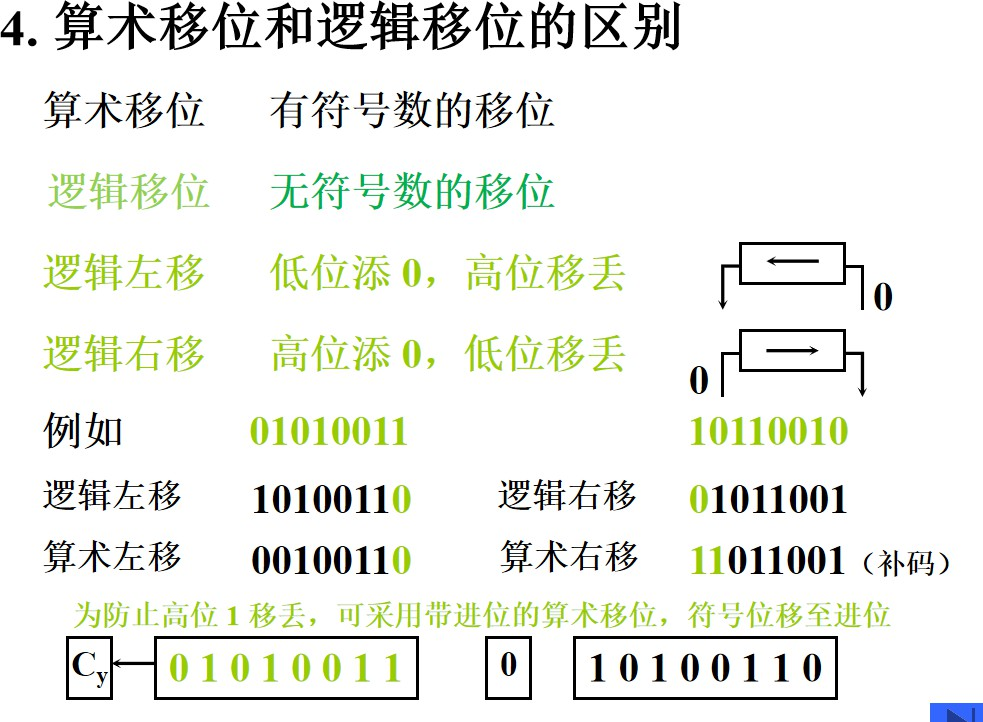 4. 算术移位和逻辑移位的区别
算术移位 有符号数的移位
逻辑移位 无符号数的移位
逻辑左移 低位添 0，高位移丢
0
逻辑右移 高位添 0，低位移丢
0
例如 01010011 10110010
逻辑左移 10100110 逻辑右移 01011001
算术左移 00100110 算术右移 11011001（补码）
为防止高位 1 移丢，可采用带进位的算术移位，符号位移至进位
Cy 0 1 0 1 0 0 1 1 0 1 0 1 0 0 1 1 0